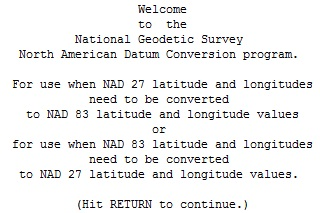 Welcome
to the
National Geodetic Survey
North American Datum Conversion program.
For use when NAD 27 latitude and longitudes
need to be converted
to NAD 83 latitude and longitude values
or
for use when NAD 83 latitude and longitudes
need to be converted
to NAD 27 latitude and longitude values.
(Hit RETURN to continue.)